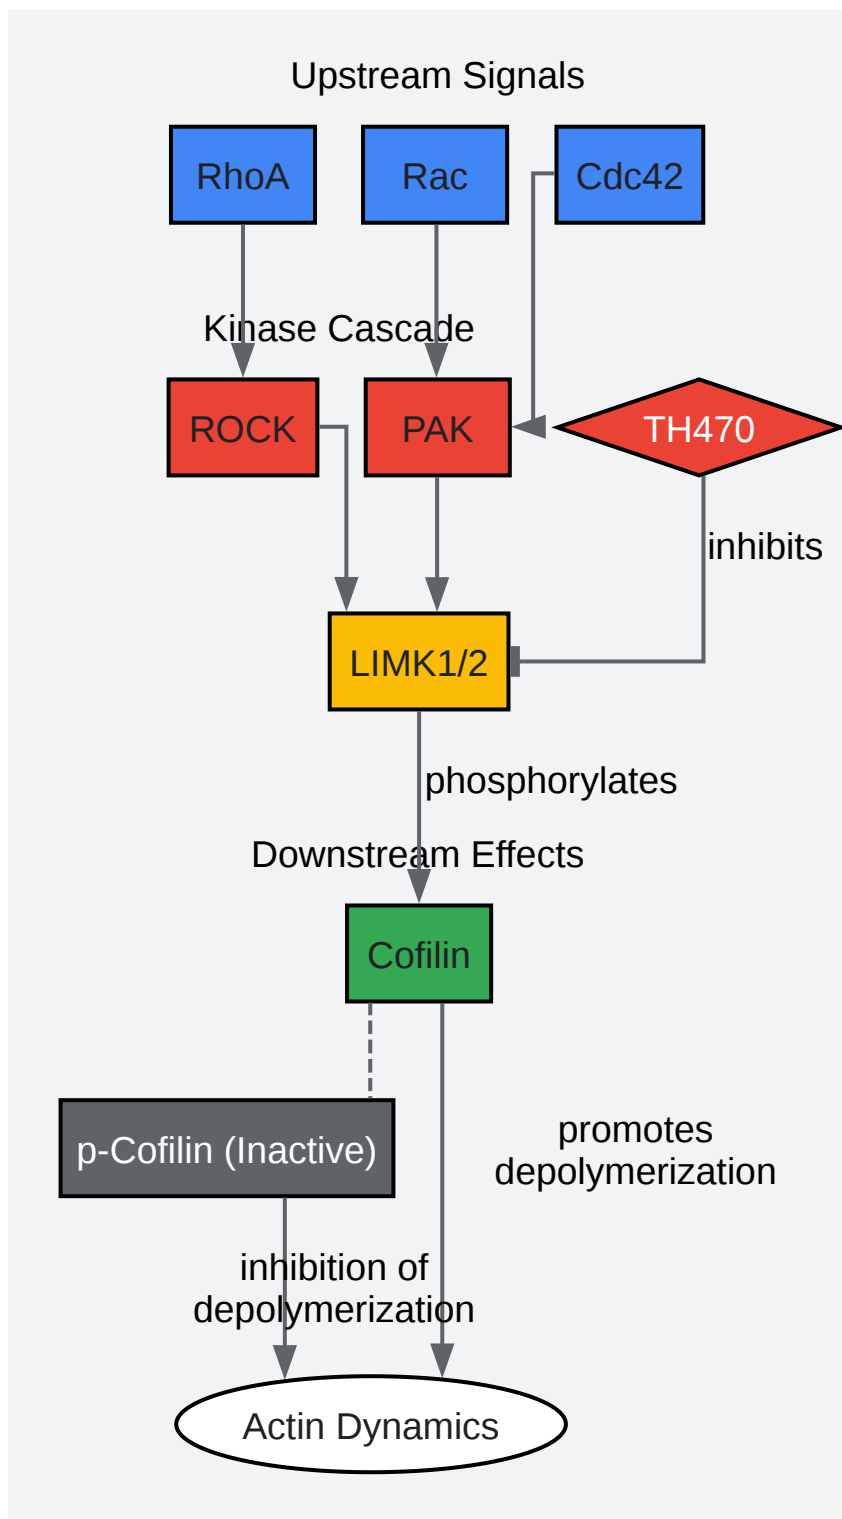 Upstream Signals
RhoA
Rac
Cdc42
Kinase Cascade
ROCK
PAK
TH470
inhibits
LIMK1/2
phosphorylates
Downstream Effects
Cofilin
promotes
depolymerization
p-Cofilin (Inactive)
inhibition of
depolymerization
Actin Dynamics